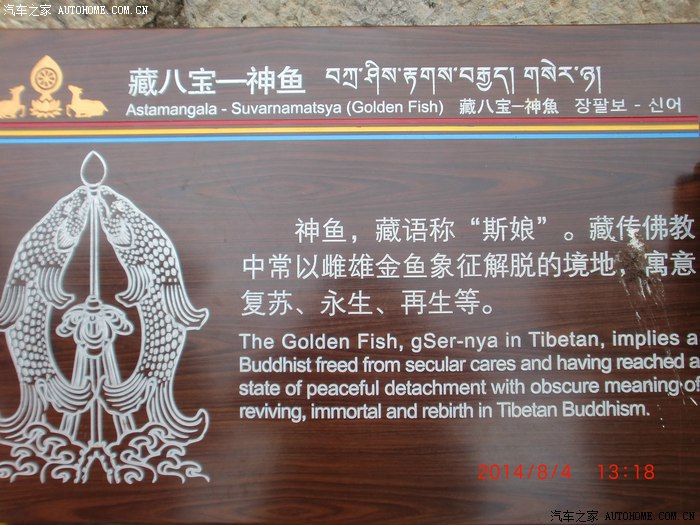 汽车之家 AUTOHOME.COM.CN
藏八宝—神鱼 བཀྲ་ཤིས་རྟགས་བརྒྱད། གསེར་ཉ།
Astamangala - Suvarnamatsya (Golden Fish) 藏八宝–神魚 장팔보 - 신어
神鱼，藏语称“斯娘”。藏传佛教
中常以雌雄金鱼象征解脱的境地，寓意
复苏、永生、再生等。
The Golden Fish, gSer-nya in Tibetan, implies a
Buddhist freed from secular cares and having reached a
state of peaceful detachment with obscure meaning of
reviving, immortal and rebirth in Tibetan Buddhism.
2014/8/4 13:18
汽车之家 AUTOHOME.COM.CN